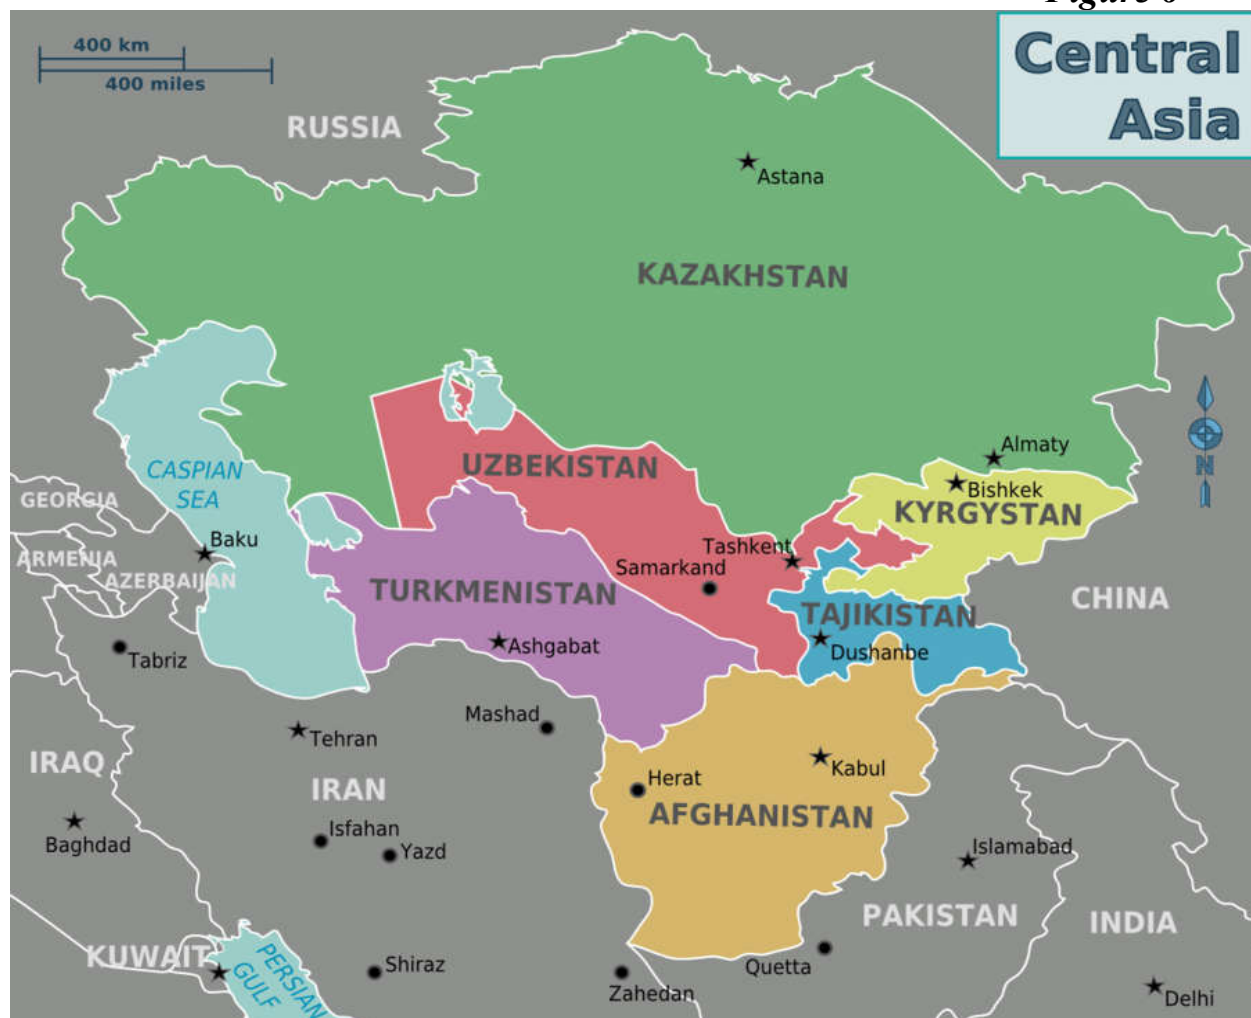 Figure 6
400 km
400 miles
Central
Asia
RUSSIA
Astana
KAZAKHSTAN
Almaty
UZBEKISTAN
CASPIAN
SEA
Bishkek
N
GEORGIA
KYRGYSTAN
Baku
Tashkent
ARMENIA
Samarkand
AZERBAIJAN
TURKMENISTAN
CHINA
TAJIKISTAN
Ashgabat
Dushanbe
Tabriz
Mashad
Tehran
IRAQ
Kabul
Herat
IRAN
AFGHANISTAN
Isfahan
Baghdad
Yazd
Islamabad
PAKISTAN
INDIA
KUWAIT
Shiraz
Quetta
PERSIAN
GULF
Zahedan
Delhi